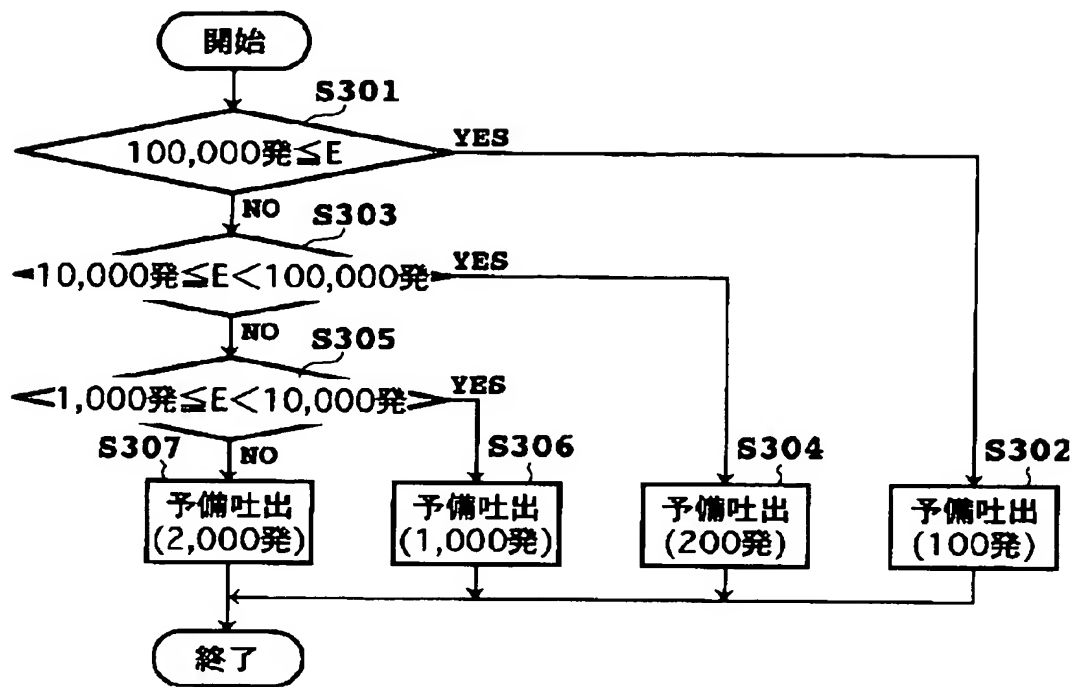 開始
S301
100,000発≦E
YES
NO
S303
10,000発≦E<100,000発
YES
NO
S305
1,000発≦E<10,000発
YES
NO
S307
予備吐出
(2,000発)
S306
予備吐出
(1,000発)
S304
予備吐出
(200発)
S302
予備吐出
(100発)
終了